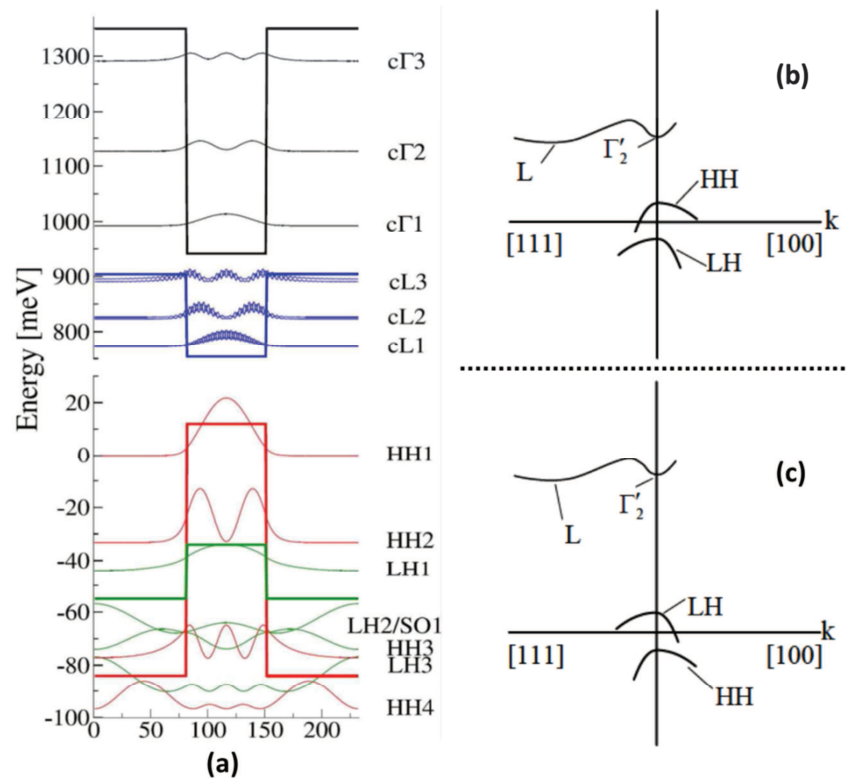 Energy [meV]
1300
1200
1100
1000
900
800
20
0
-20
-40
-60
-80
-100
0 50 100 150 200
cΓ3
cΓ2
cΓ1
cL3
cL2
cL1
HH1
HH2
LH1
LH2/SO1
HH3
LH3
HH4
(a)
(b)
L
Γ′2
HH
k
[111]
[100]
LH
(c)
L
Γ′2
LH
k
[111]
[100]
HH